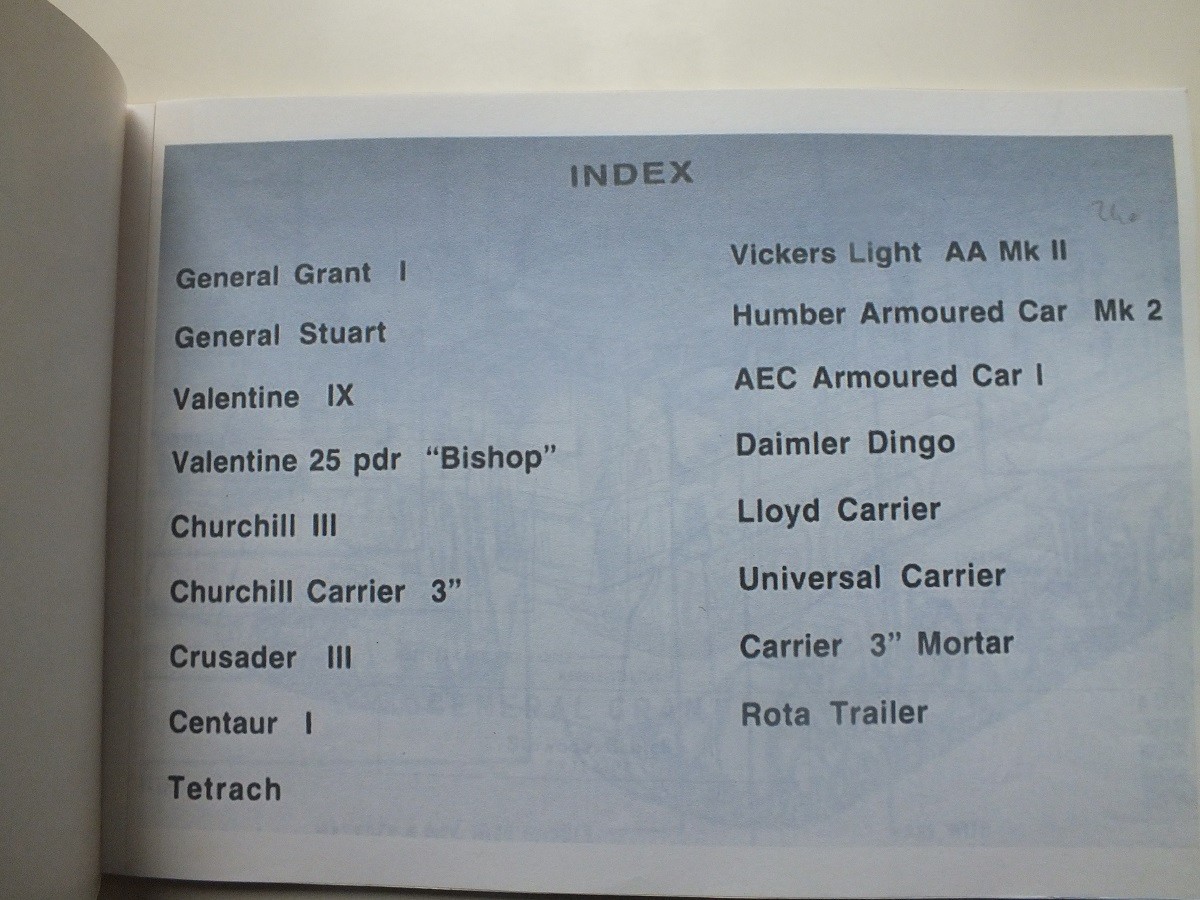 INDEX
General Grant I
General Stuart
Valentine IX
Valentine 25 pdr “Bishop”
Churchill III
Churchill Carrier 3”
Crusader III
Centaur I
Tetrach
Vickers Light AA Mk II
Humber Armoured Car Mk 2
AEC Armoured Car I
Daimler Dingo
Lloyd Carrier
Universal Carrier
Carrier 3” Mortar
Rota Trailer
GENERAL GRANT